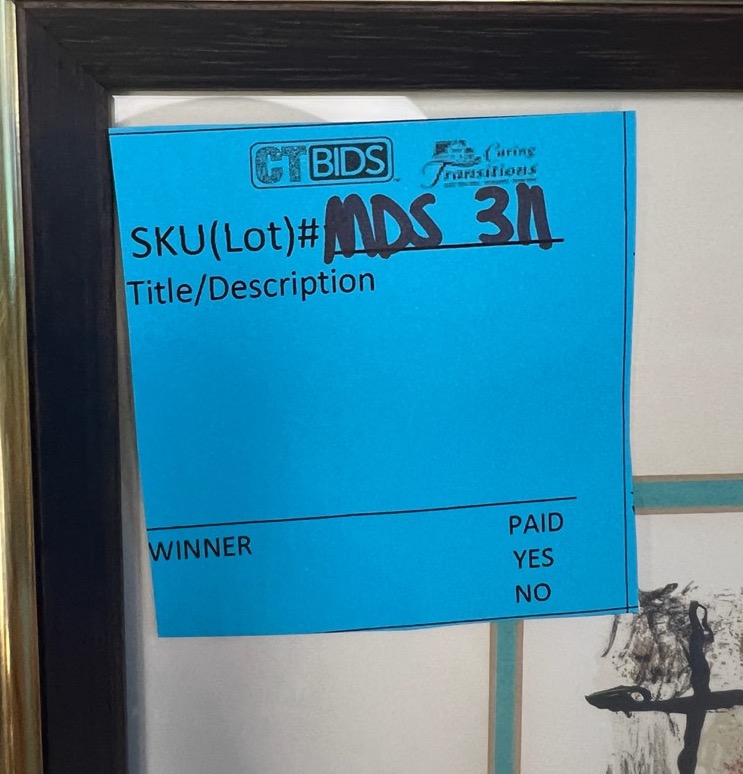 CTBIDS
Caring
Transitions
SKU(Lot)# MDS 311
Title/Description
WINNER
PAID
YES
NO